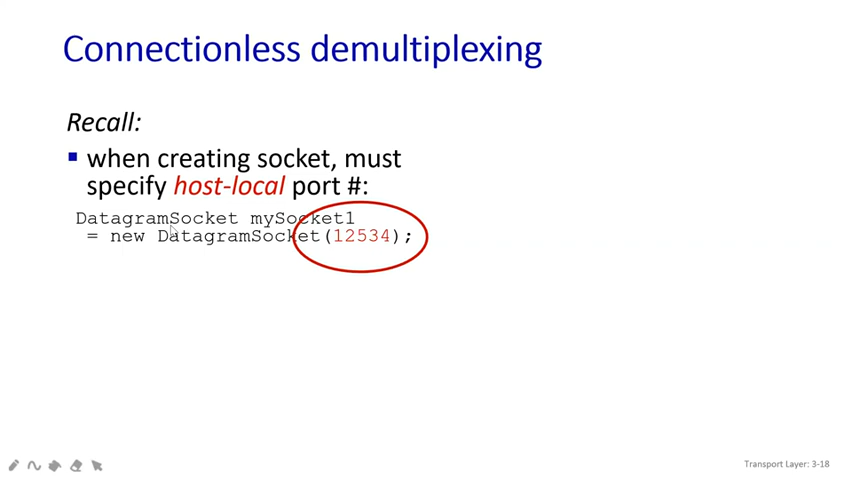 Connectionless demultiplexing
Recall:
▪ when creating socket, must
specify host-local port #:
DatagramSocket mySocket1
= new DatagramSocket(12534);
Transport Layer: 3-18